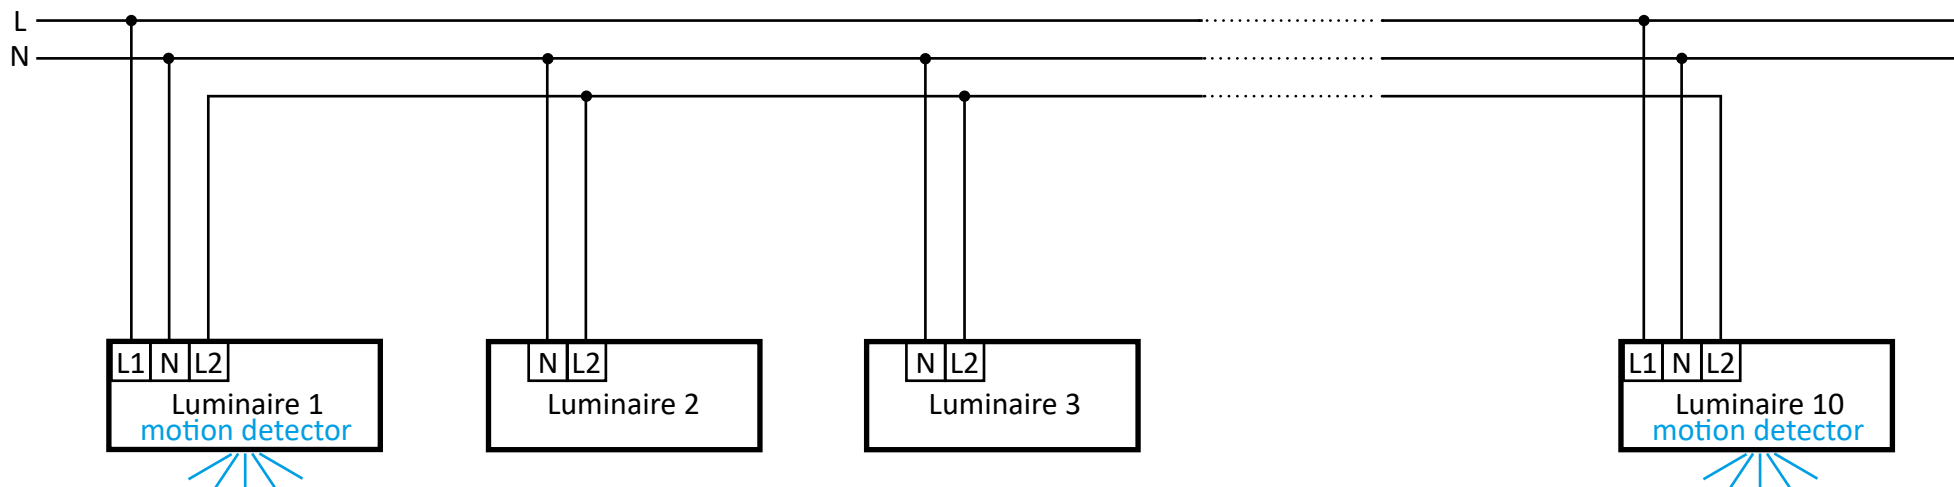 L
N
L1 N L2
Luminaire 1
motion detector
N L2
Luminaire 2
N L2
Luminaire 3
L1 N L2
Luminaire 10
motion detector